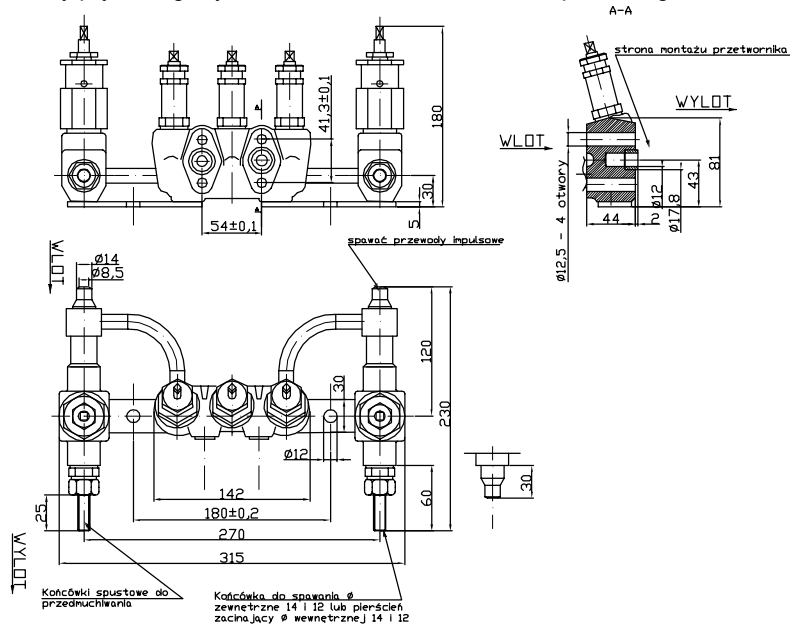 A-A
strona montażu przetwornika
WYLOT
WLOT
41,3±0,1
180
30
5
54±0,1
A
A
Ø12,5 - 4 otwory
44
2
Ø12
Ø17,8
43
81
WLOT
Ø14
Ø8,5
spawać przewody impulsowe
120
230
30
Ø12
142
180±0,2
270
315
25
60
30
WYLOT
Końcówki spustowe do
przedmuchiwania
Końcówka do spawania Ø
zewnętrzne 14 i 12 lub pierścień
zacinający Ø wewnętrznej 14 i 12